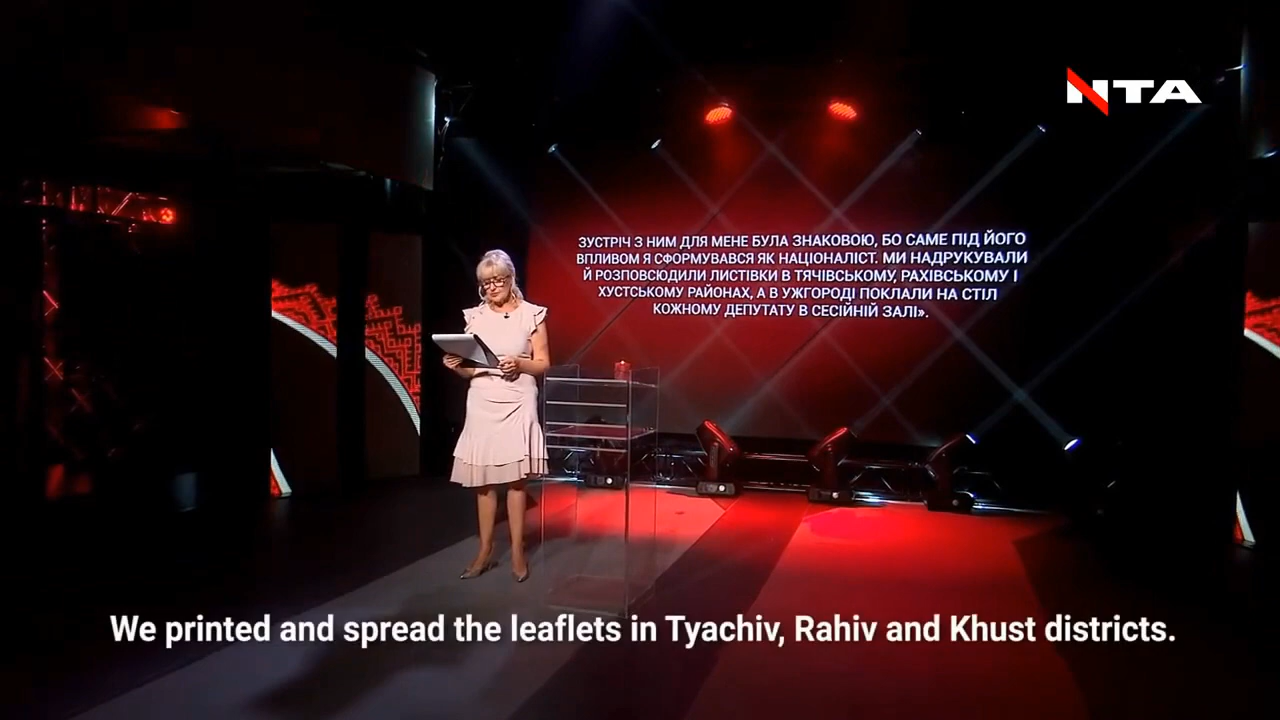 NTA
ЗУСТРІЧ З НИМ ДЛЯ МЕНЕ БУЛА ЗНАКОВОЮ, БО САМЕ ПІД ЙОГО
ВПЛИВОМ Я СФОРМУВАВСЯ ЯК НАЦІОНАЛІСТ. МИ НАДРУКУВАЛИ
Й РОЗПОВСЮДИЛИ ЛИСТІВКИ В ТЯЧІВСЬКОМУ, РАХІВСЬКОМУ І
ХУСТСЬКОМУ РАЙОНАХ, А В УЖГОРОДІ ПОКЛАЛИ НА СТІЛ
КОЖНОМУ ДЕПУТАТУ В СЕСІЙНІЙ ЗАЛІ».
We printed and spread the leaflets in Tyachiv, Rahiv and Khust districts.